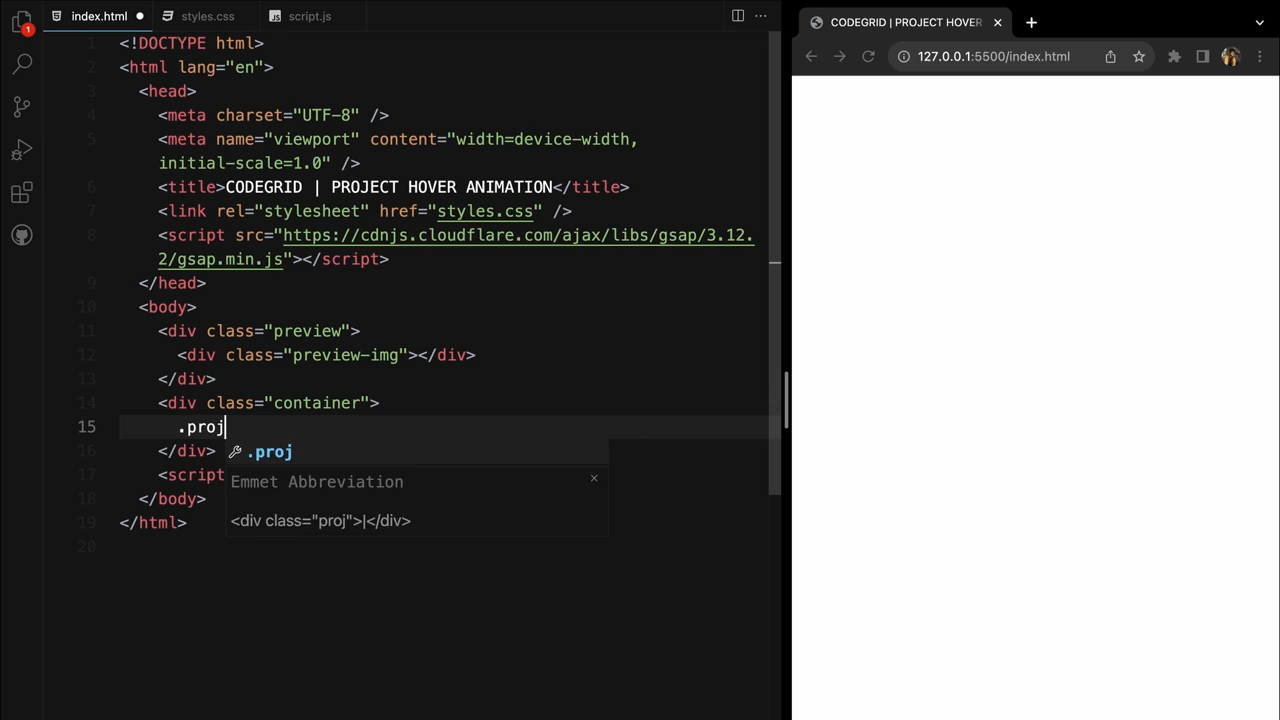 index.html
styles.css
JS script.js
CODEGRID | PROJECT HOVER
127.0.0.1:5500/index.html
1
1 <!DOCTYPE html>
2 <html lang="en">
3 <head>
4 <meta charset="UTF-8" />
5 <meta name="viewport" content="width=device-width,
initial-scale=1.0" />
6 <title>CODEGRID | PROJECT HOVER ANIMATION</title>
7 <link rel="stylesheet" href="styles.css" />
8 <script src="https://cdnjs.cloudflare.com/ajax/libs/gsap/3.12.
2/gsap.min.js"></script>
9 </head>
10 <body>
11 <div class="preview">
12 <div class="preview-img"></div>
13 </div>
14 <div class="container">
15 .proj
16 </div>
.proj
17 <script
Emmet Abbreviation
18 </body>
19 </html>
<div class="proj">|</div>
20